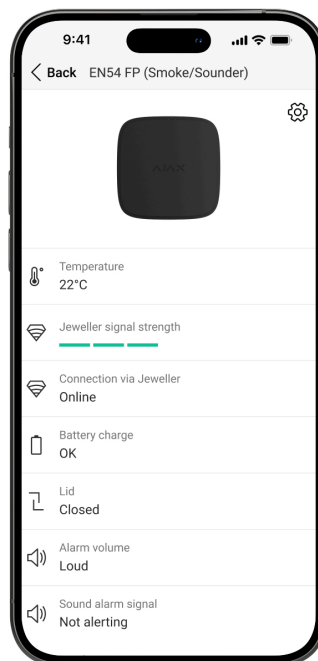 9:41
Back EN54 FP (Smoke/Sounder)
AJAX
Temperature
22°C
Jeweller signal strength
Connection via Jeweller
Online
Battery charge
OK
Lid
Closed
Alarm volume
Loud
Sound alarm signal
Not alerting